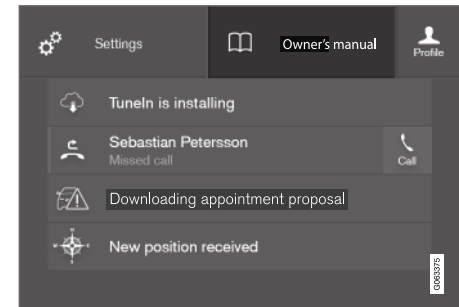 Settings
Owner's manual
Profile
TuneIn is installing
Sebastian Petersson
Missed call
Call
Downloading appointment proposal
New position received
G063375